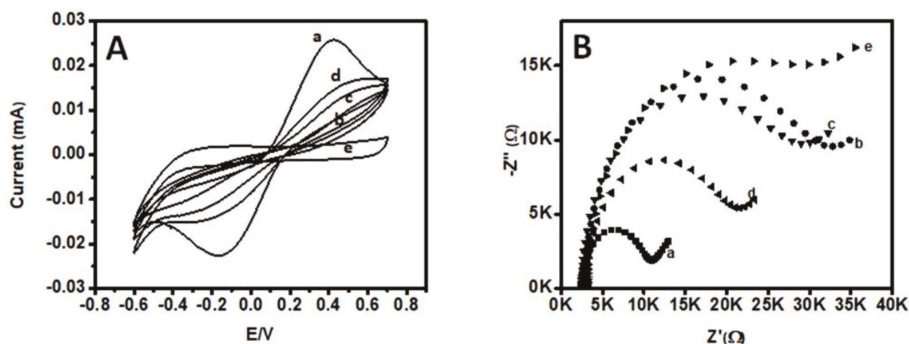 A
a
d
c
b
e
0.03
0.02
0.01
0.00
-0.01
-0.02
-0.03
-0.8 -0.6 -0.4 -0.2 0.0 0.2 0.4 0.6 0.8
Current (mA)
E/V
B
e
c
b
d
a
15K
10K
5K
0K
0K 5K 10K 15K 20K 25K 30K 35K 40K
-Z'' (Ω)
Z'(Ω)